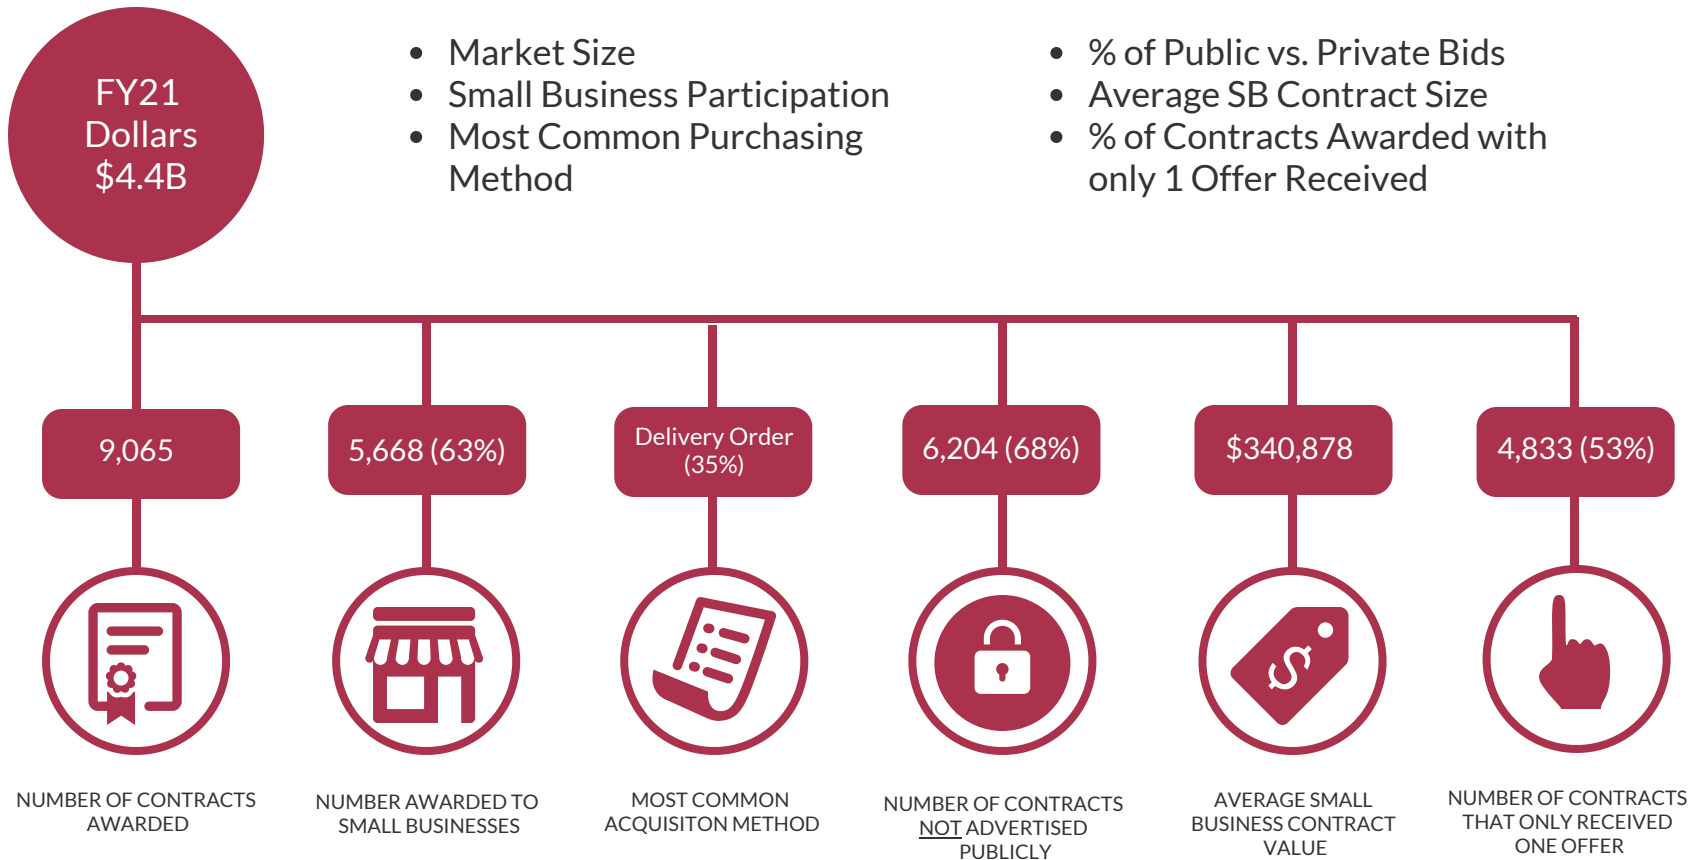 FY21
Dollars
$4.4B
• Market Size
• Small Business Participation
• Most Common Purchasing
Method
• % of Public vs. Private Bids
• Average SB Contract Size
• % of Contracts Awarded with
only 1 Offer Received
9,065
5,668 (63%)
Delivery Order
(35%)
6,204 (68%)
$340,878
4,833 (53%)
$
NUMBER OF CONTRACTS
AWARDED
NUMBER AWARDED TO
SMALL BUSINESSES
MOST COMMON
ACQUISITON METHOD
NUMBER OF CONTRACTS
NOT ADVERTISED
PUBLICLY
AVERAGE SMALL
BUSINESS CONTRACT
VALUE
NUMBER OF CONTRACTS
THAT ONLY RECEIVED
ONE OFFER